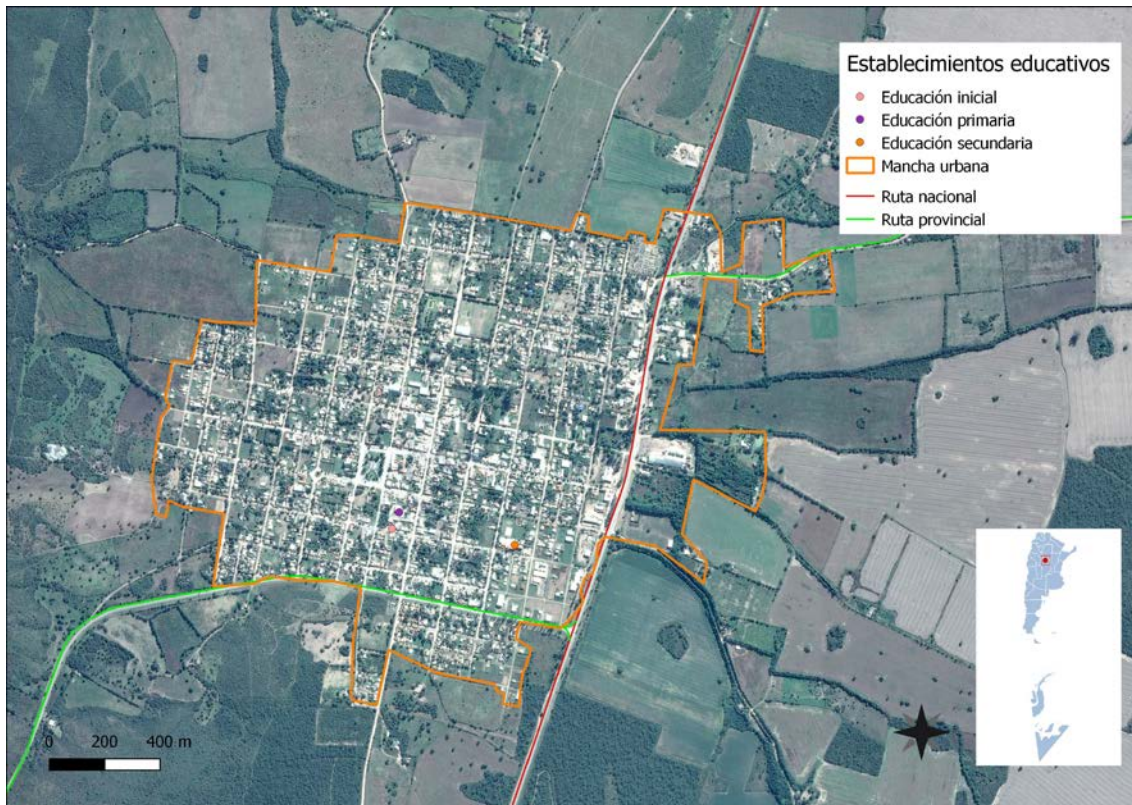 Establecimientos educativos
Educación inicial
Educación primaria
Educación secundaria
Mancha urbana
Ruta nacional
Ruta provincial
0 200 400 m